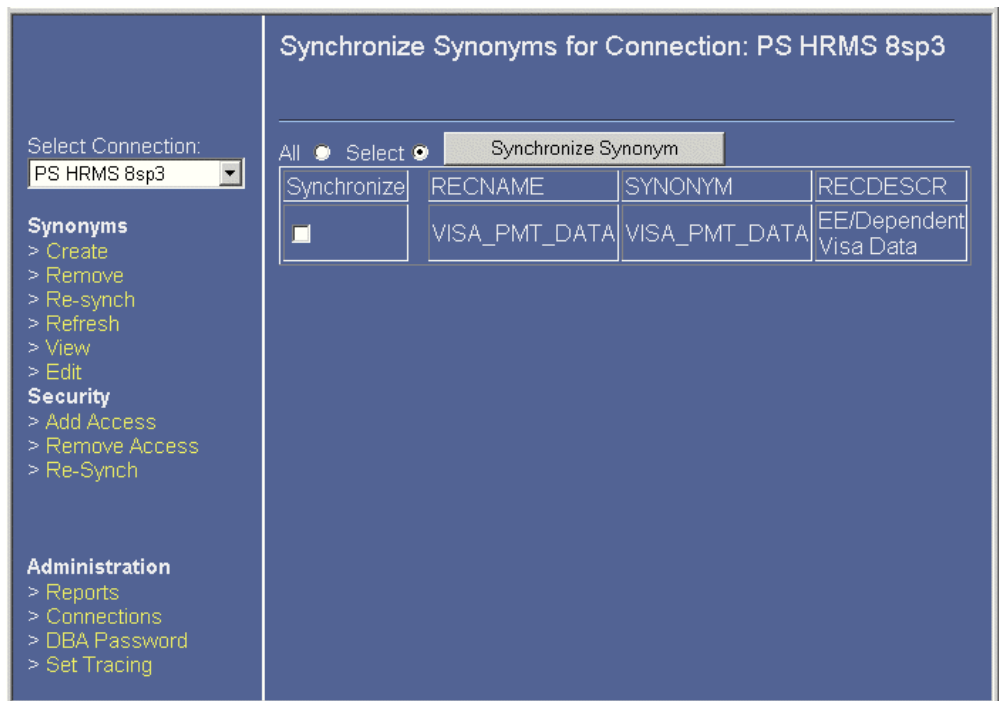 Synchronize Synonyms for Connection: PS HRMS 8sp3
Select Connection:
PS HRMS 8sp3
Synonyms
> Create
> Remove
> Re-synch
> Refresh
> View
> Edit
Security
> Add Access
> Remove Access
> Re-Synch
Administration
> Reports
> Connections
> DBA Password
> Set Tracing
All Select Synchronize Synonym
Synchronize RECNAME SYNONYM RECDESCR
VISA_PMT_DATA VISA_PMT_DATA EE/Dependent
Visa Data